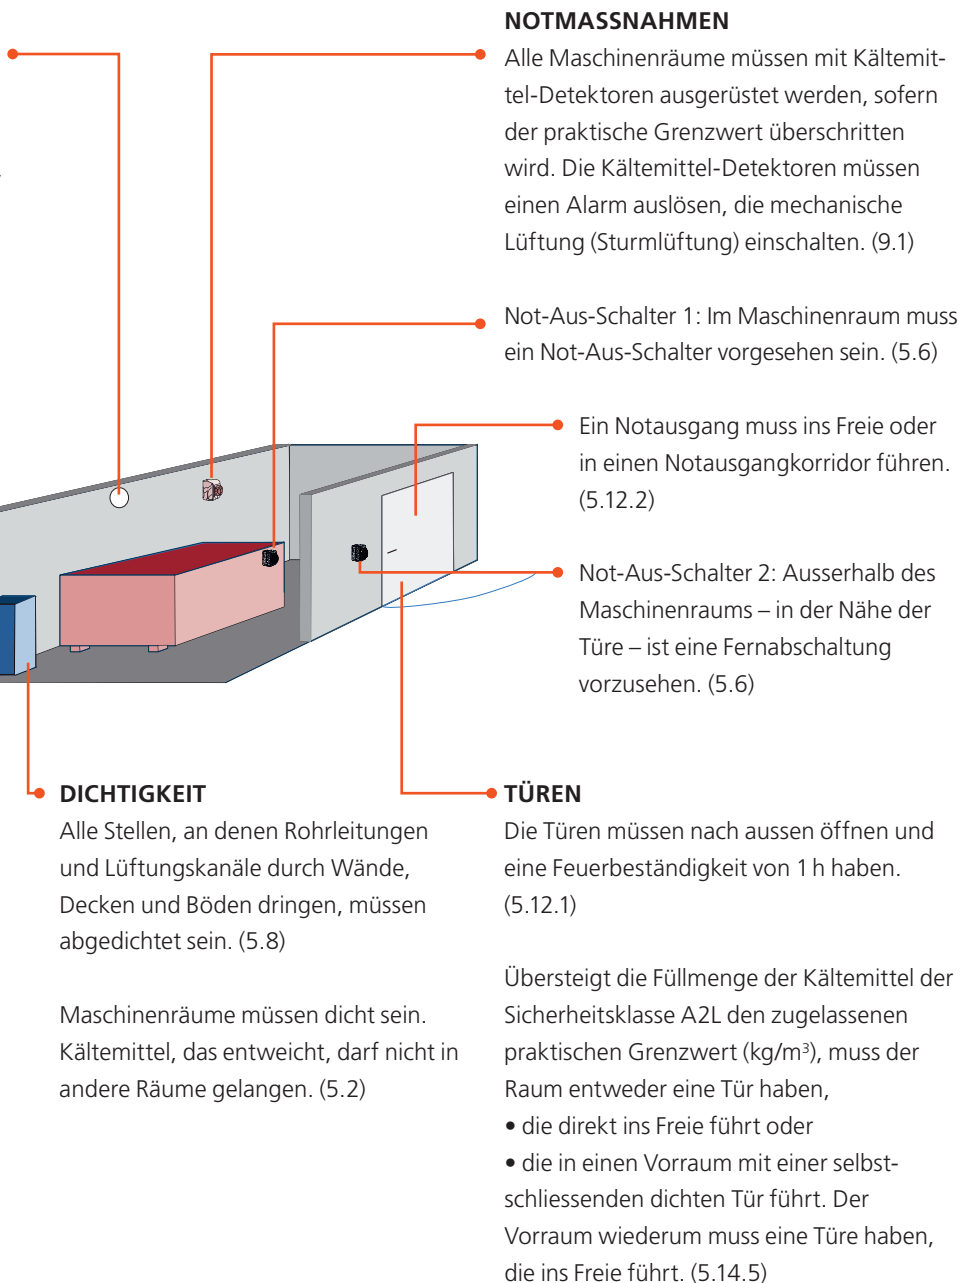 NOTMASSNAHMEN
Alle Maschinenräume müssen mit Kältemit-
tel-Detektoren ausgerüstet werden, sofern
der praktische Grenzwert überschritten
wird. Die Kältemittel-Detektoren müssen
einen Alarm auslösen, die mechanische
Lüftung (Sturmlüftung) einschalten. (9.1)
Not-Aus-Schalter 1: Im Maschinenraum muss
ein Not-Aus-Schalter vorgesehen sein. (5.6)
Ein Notausgang muss ins Freie oder
in einen Notausgangkorridor führen.
(5.12.2)
Not-Aus-Schalter 2: Ausserhalb des
Maschinenraums – in der Nähe der
Türe – ist eine Fernabschaltung
vorzusehen. (5.6)
DICHTIGKEIT
Alle Stellen, an denen Rohrleitungen
und Lüftungskanäle durch Wände,
Decken und Böden dringen, müssen
abgedichtet sein. (5.8)
Maschinenräume müssen dicht sein.
Kältemittel, das entweicht, darf nicht in
andere Räume gelangen. (5.2)
TÜREN
Die Türen müssen nach aussen öffnen und
eine Feuerbeständigkeit von 1 h haben.
(5.12.1)
Übersteigt die Füllmenge der Kältemittel der
Sicherheitsklasse A2L den zugelassenen
praktischen Grenzwert (kg/m³), muss der
Raum entweder eine Tür haben,
• die direkt ins Freie führt oder
• die in einen Vorraum mit einer selbst-
schliessenden dichten Tür führt. Der
Vorraum wiederum muss eine Türe haben,
die ins Freie führt. (5.14.5)